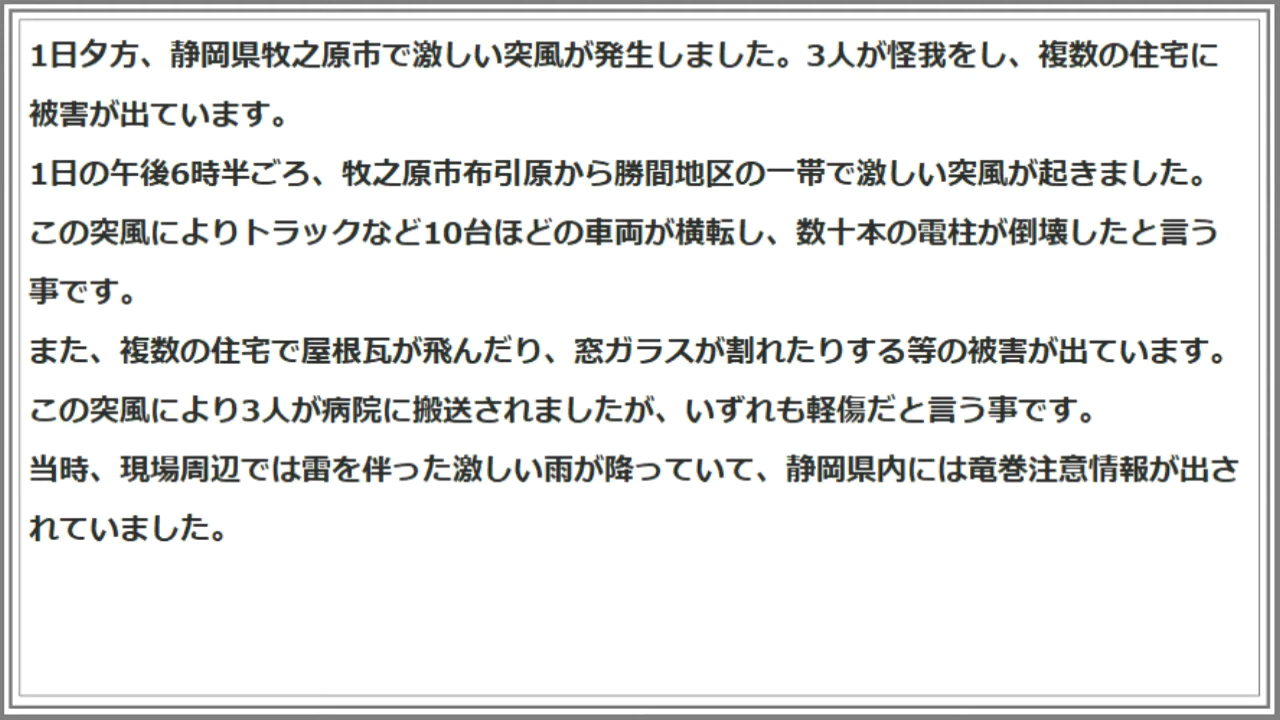 1日夕方、静岡県牧之原市で激しい突風が発生しました。3人が怪我をし、複数の住宅に
被害が出ています。
1日の午後6時半ごろ、牧之原市布引原から勝間地区の一帯で激しい突風が起きました。
この突風によりトラックなど10台ほどの車両が横転し、数十本の電柱が倒壊したと言う
事です。
また、複数の住宅で屋根瓦が飛んだり、窓ガラスが割れたりする等の被害が出ています。
この突風により3人が病院に搬送されましたが、いずれも軽傷だと言う事です。
当時、現場周辺では雷を伴った激しい雨が降っていて、静岡県内には竜巻注意情報が出さ
れていました。